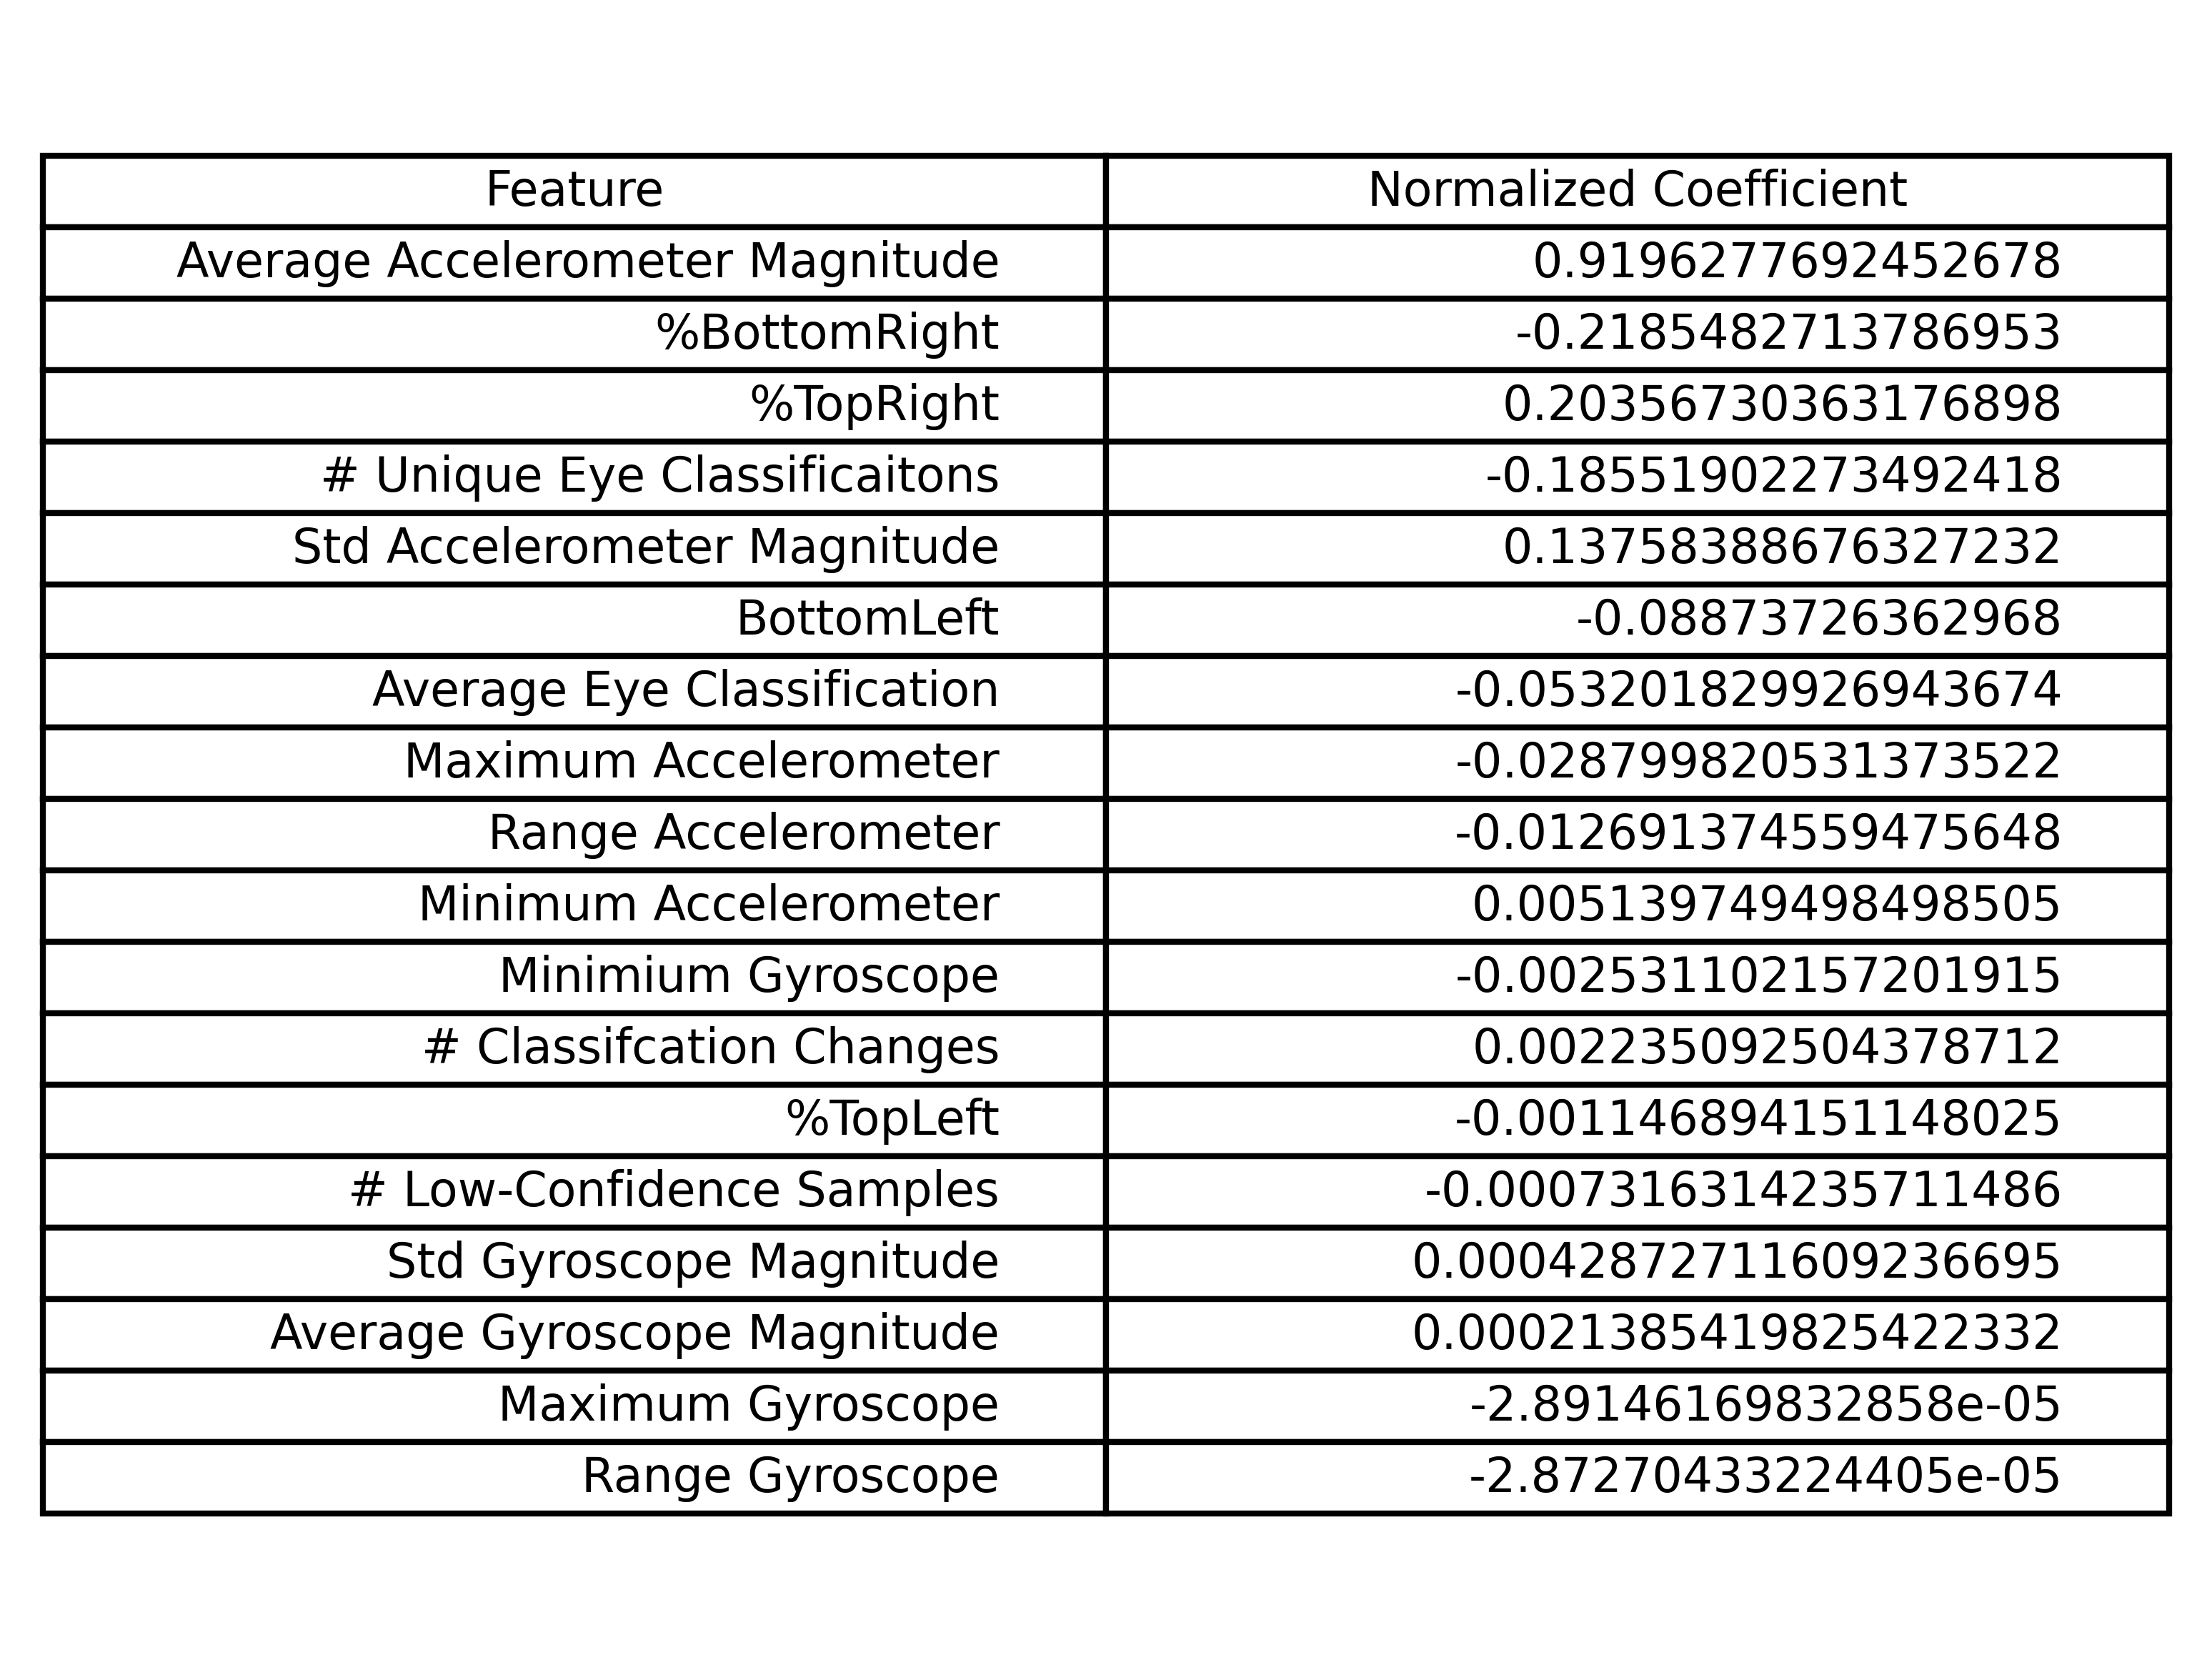 Feature Normalized Coefficient
Average Accelerometer Magnitude 0.9196277692452678
%BottomRight -0.2185482713786953
%TopRight 0.20356730363176898
# Unique Eye Classificaitons -0.18551902273492418
Std Accelerometer Magnitude 0.13758388676327232
BottomLeft -0.08873726362968
Average Eye Classification -0.053201829926943674
Maximum Accelerometer -0.028799820531373522
Range Accelerometer -0.012691374559475648
Minimum Accelerometer 0.005139749498498505
Minimium Gyroscope -0.002531102157201915
# Classifcation Changes 0.002235092504378712
%TopLeft -0.001146894151148025
# Low-Confidence Samples -0.0007316314235711486
Std Gyroscope Magnitude 0.00042872711609236695
Average Gyroscope Magnitude 0.00021385419825422332
Maximum Gyroscope -2.89146169832858e-05
Range Gyroscope -2.87270433224405e-05